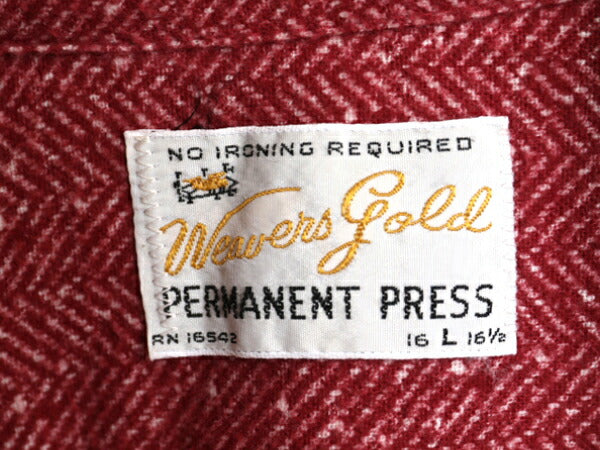 NO IRONING REQUIRED
Weavers Gold
PERMANENT PRESS
RN 16542 16 L 16½